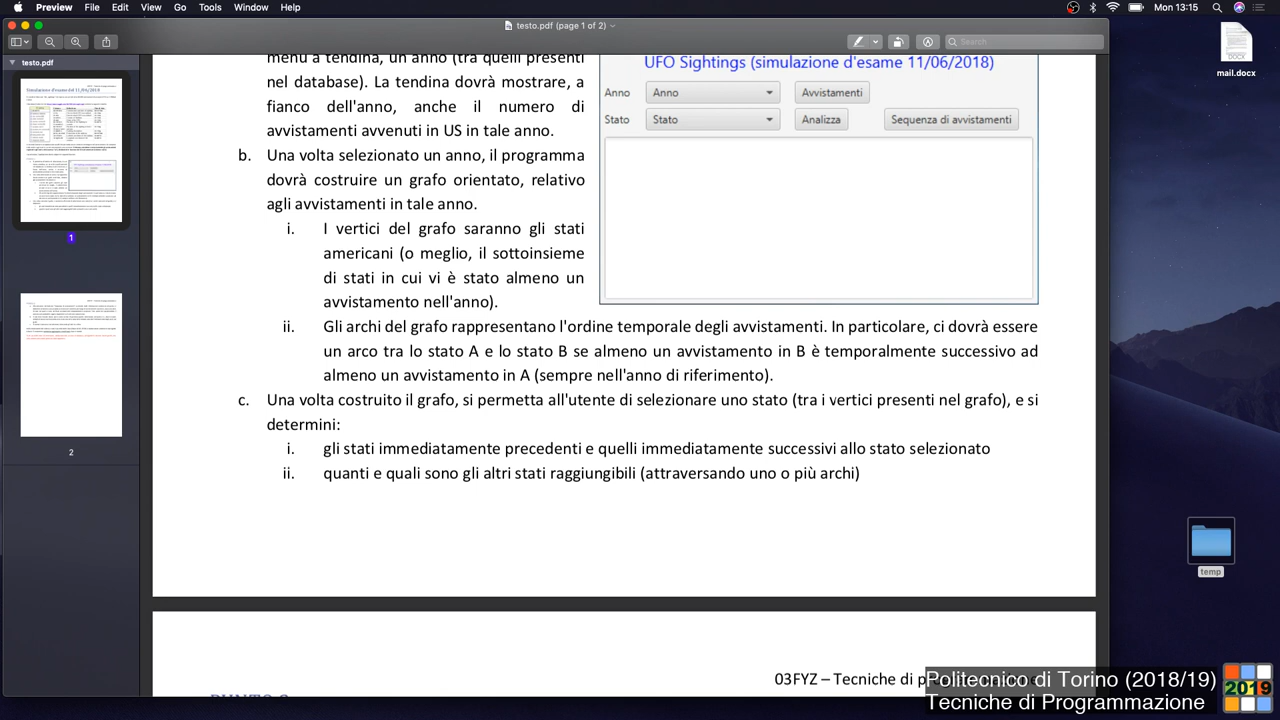 Preview File Edit View Go Tools Window Help
Mon 13:15
testo.pdf (page 1 of 2)
Search
testo.pdf
1
2
menu a tendina, un anno (tra quelli presenti
nel database). La tendina dovrà mostrare, a
fianco dell'anno, anche il numero di
avvistamenti avvenuti in US in tale anno.
b. Una volta selezionato un anno, il programma
dovrà costruire un grafo orientato, relativo
agli avvistamenti in tale anno.
i. I vertici del grafo saranno gli stati
americani (o meglio, il sottoinsieme
di stati in cui vi è stato almeno un
avvistamento nell'anno).
UFO Sightings (simulazione d'esame 11/06/2018)
Anno Anno Avvistamenti
Stato Stato Analizza Sequenza di avvistamenti
ii. Gli archi del grafo rappresentano l'ordine temporale degli avvistamenti. In particolare, ci dovrà essere
un arco tra lo stato A e lo stato B se almeno un avvistamento in B è temporalmente successivo ad
almeno un avvistamento in A (sempre nell'anno di riferimento).
c. Una volta costruito il grafo, si permetta all'utente di selezionare uno stato (tra i vertici presenti nel grafo), e si
determini:
i. gli stati immediatamente precedenti e quelli immediatamente successivi allo stato selezionato
ii. quanti e quali sono gli altri stati raggiungibili (attraversando uno o più archi)
03FYZ – Tecniche di
mail.docx
DOCX
temp
Politecnico di Torino (2018/19)
Tecniche di Programmazione
2019